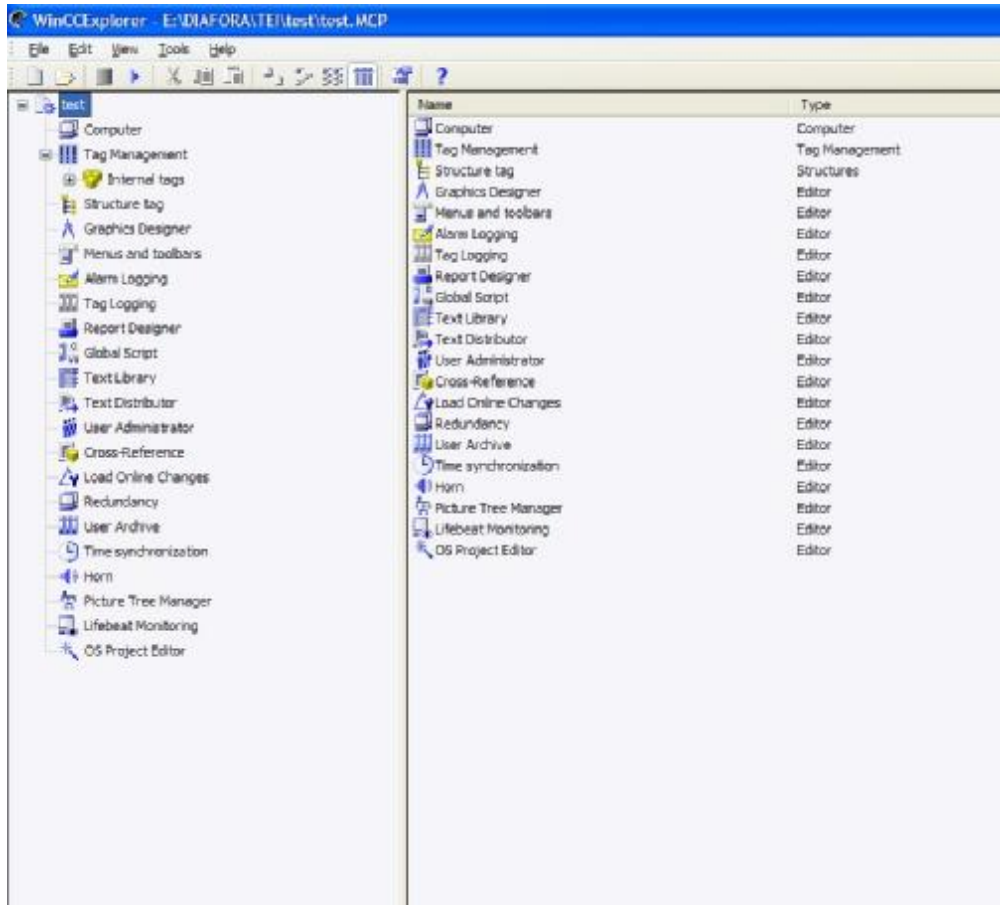 WinCCExplorer - E:\DIAFORA\TEI\test\test.MCP
File Edit View Tools Help
test
Computer
Tag Management
Internal tags
Structure tag
Graphics Designer
Menus and toolbars
Alarm Logging
Tag Logging
Report Designer
Global Script
Text Library
Text Distributor
User Administrator
Cross-Reference
Load Online Changes
Redundancy
User Archive
Time synchronization
Horn
Picture Tree Manager
Lifebeat Monitoring
OS Project Editor
Name Type
Computer Computer
Tag Management Tag Management
Structure tag Structures
Graphics Designer Editor
Menus and toolbars Editor
Alarm Logging Editor
Tag Logging Editor
Report Designer Editor
Global Script Editor
Text Library Editor
Text Distributor Editor
User Administrator Editor
Cross-Reference Editor
Load Online Changes Editor
Redundancy Editor
User Archive Editor
Time synchronization Editor
Horn Editor
Picture Tree Manager Editor
Lifebeat Monitoring Editor
OS Project Editor Editor